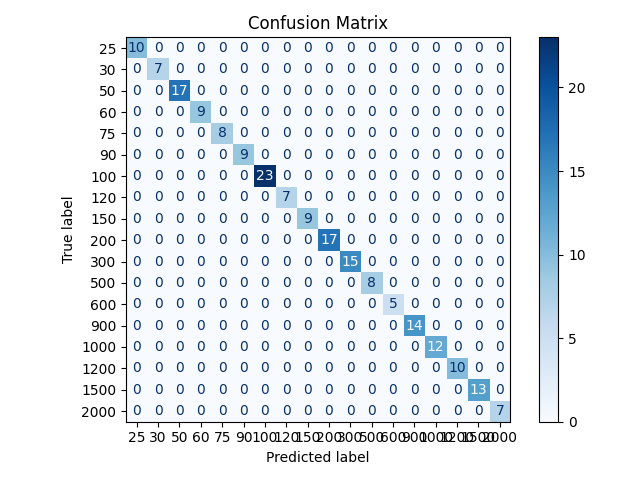 Confusion Matrix
25 10 0 0 0 0 0 0 0 0 0 0 0 0 0 0 0 0 0
30 0 7 0 0 0 0 0 0 0 0 0 0 0 0 0 0 0 0
50 0 0 17 0 0 0 0 0 0 0 0 0 0 0 0 0 0 0
60 0 0 0 9 0 0 0 0 0 0 0 0 0 0 0 0 0 0
75 0 0 0 0 8 0 0 0 0 0 0 0 0 0 0 0 0 0
90 0 0 0 0 0 9 0 0 0 0 0 0 0 0 0 0 0 0
100 0 0 0 0 0 0 23 0 0 0 0 0 0 0 0 0 0 0
120 0 0 0 0 0 0 0 7 0 0 0 0 0 0 0 0 0 0
150 0 0 0 0 0 0 0 0 9 0 0 0 0 0 0 0 0 0
200 0 0 0 0 0 0 0 0 0 17 0 0 0 0 0 0 0 0
300 0 0 0 0 0 0 0 0 0 0 15 0 0 0 0 0 0 0
500 0 0 0 0 0 0 0 0 0 0 0 8 0 0 0 0 0 0
600 0 0 0 0 0 0 0 0 0 0 0 0 5 0 0 0 0 0
900 0 0 0 0 0 0 0 0 0 0 0 0 0 14 0 0 0 0
1000 0 0 0 0 0 0 0 0 0 0 0 0 0 0 12 0 0 0
1200 0 0 0 0 0 0 0 0 0 0 0 0 0 0 0 10 0 0
1500 0 0 0 0 0 0 0 0 0 0 0 0 0 0 0 0 13 0
2000 0 0 0 0 0 0 0 0 0 0 0 0 0 0 0 0 0 7
25 30 50 60 75 90 100 120 150 200 300 500 600 900 1000 1200 1500 2000
Predicted label
True label
20
15
10
5
0